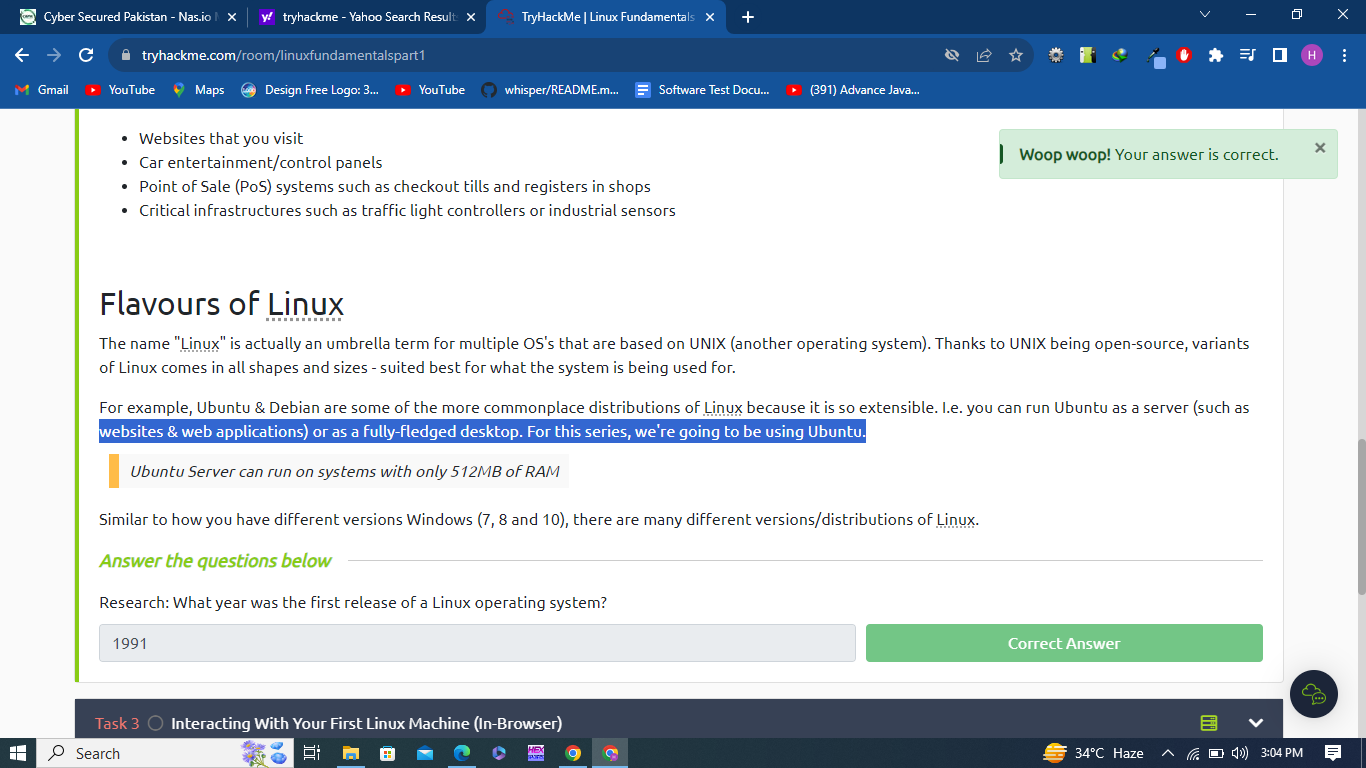 Cyber Secured Pakistan - Nas.io
tryhackme - Yahoo Search Result
TryHackMe | Linux Fundamentals
tryhackme.com/room/linuxfundamentalspart1
H
Gmail
YouTube
Maps
Design Free Logo: 3...
YouTube
whisper/README.m...
Software Test Docu...
(391) Advance Java...
Websites that you visit
Car entertainment/control panels
Point of Sale (PoS) systems such as checkout tills and registers in shops
Critical infrastructures such as traffic light controllers or industrial sensors
Woop woop! Your answer is correct.
Flavours of Linux
The name "Linux" is actually an umbrella term for multiple OS's that are based on UNIX (another operating system). Thanks to UNIX being open-source, variants
of Linux comes in all shapes and sizes - suited best for what the system is being used for.
For example, Ubuntu & Debian are some of the more commonplace distributions of Linux because it is so extensible. I.e. you can run Ubuntu as a server (such as
websites & web applications) or as a fully-fledged desktop. For this series, we're going to be using Ubuntu.
Ubuntu Server can run on systems with only 512MB of RAM
Similar to how you have different versions Windows (7, 8 and 10), there are many different versions/distributions of Linux.
Answer the questions below
Research: What year was the first release of a Linux operating system?
1991
Correct Answer
Task 3 Interacting With Your First Linux Machine (In-Browser)
Search
34°C Haze
3:04 PM